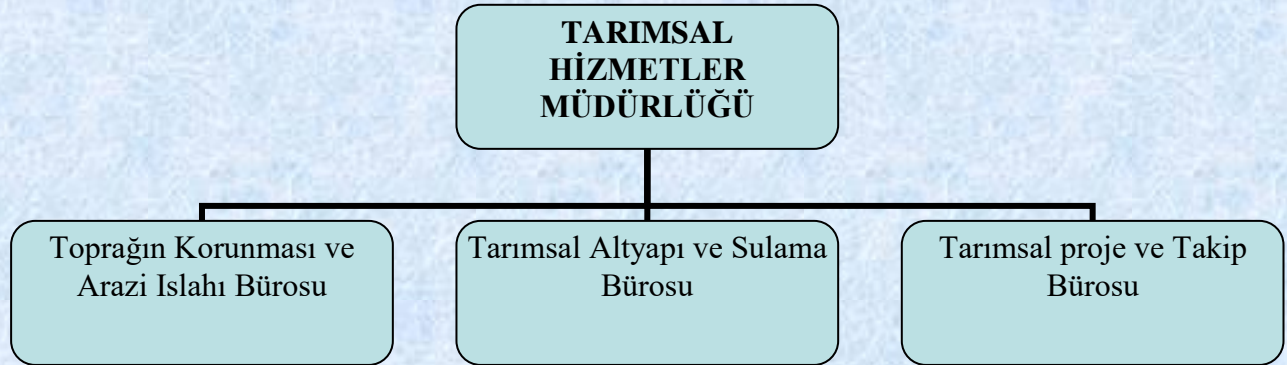 TARIMSAL
HİZMETLER
MÜDÜRLÜĞÜ
Toprağın Korunması ve
Arazi Islahı Bürosu
Tarımsal Altyapı ve Sulama
Bürosu
Tarımsal proje ve Takip
Bürosu